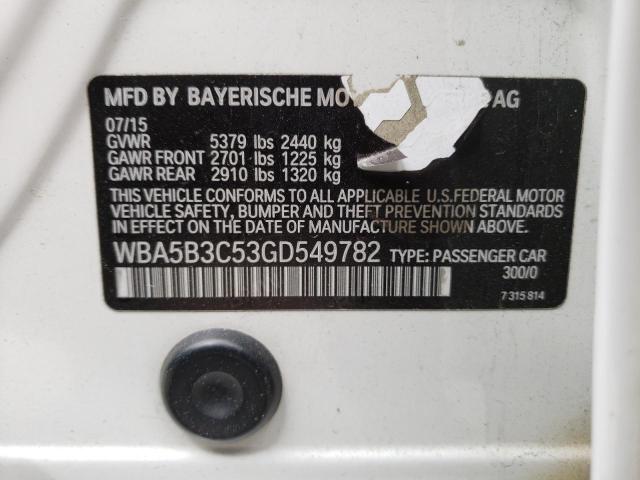 MFD BY BAYERISCHE MO AG
07/15
GVWR 5379 lbs 2440 kg
GAWR FRONT 2701 lbs 1225 kg
GAWR REAR 2910 lbs 1320 kg
THIS VEHICLE CONFORMS TO ALL APPLICABLE U.S.FEDERAL MOTOR
VEHICLE SAFETY, BUMPER AND THEFT PREVENTION STANDARDS
IN EFFECT ON THE DATE OF MANUFACTURE SHOWN ABOVE.
WBA5B3C53GD549782 TYPE: PASSENGER CAR
300/0
7 315 814